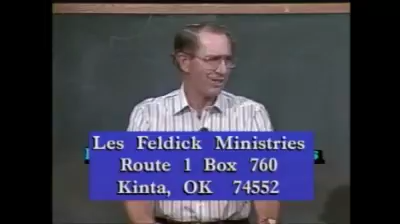 Les Feldick Ministries
Route 1 Box 760
Kinta, OK 74552